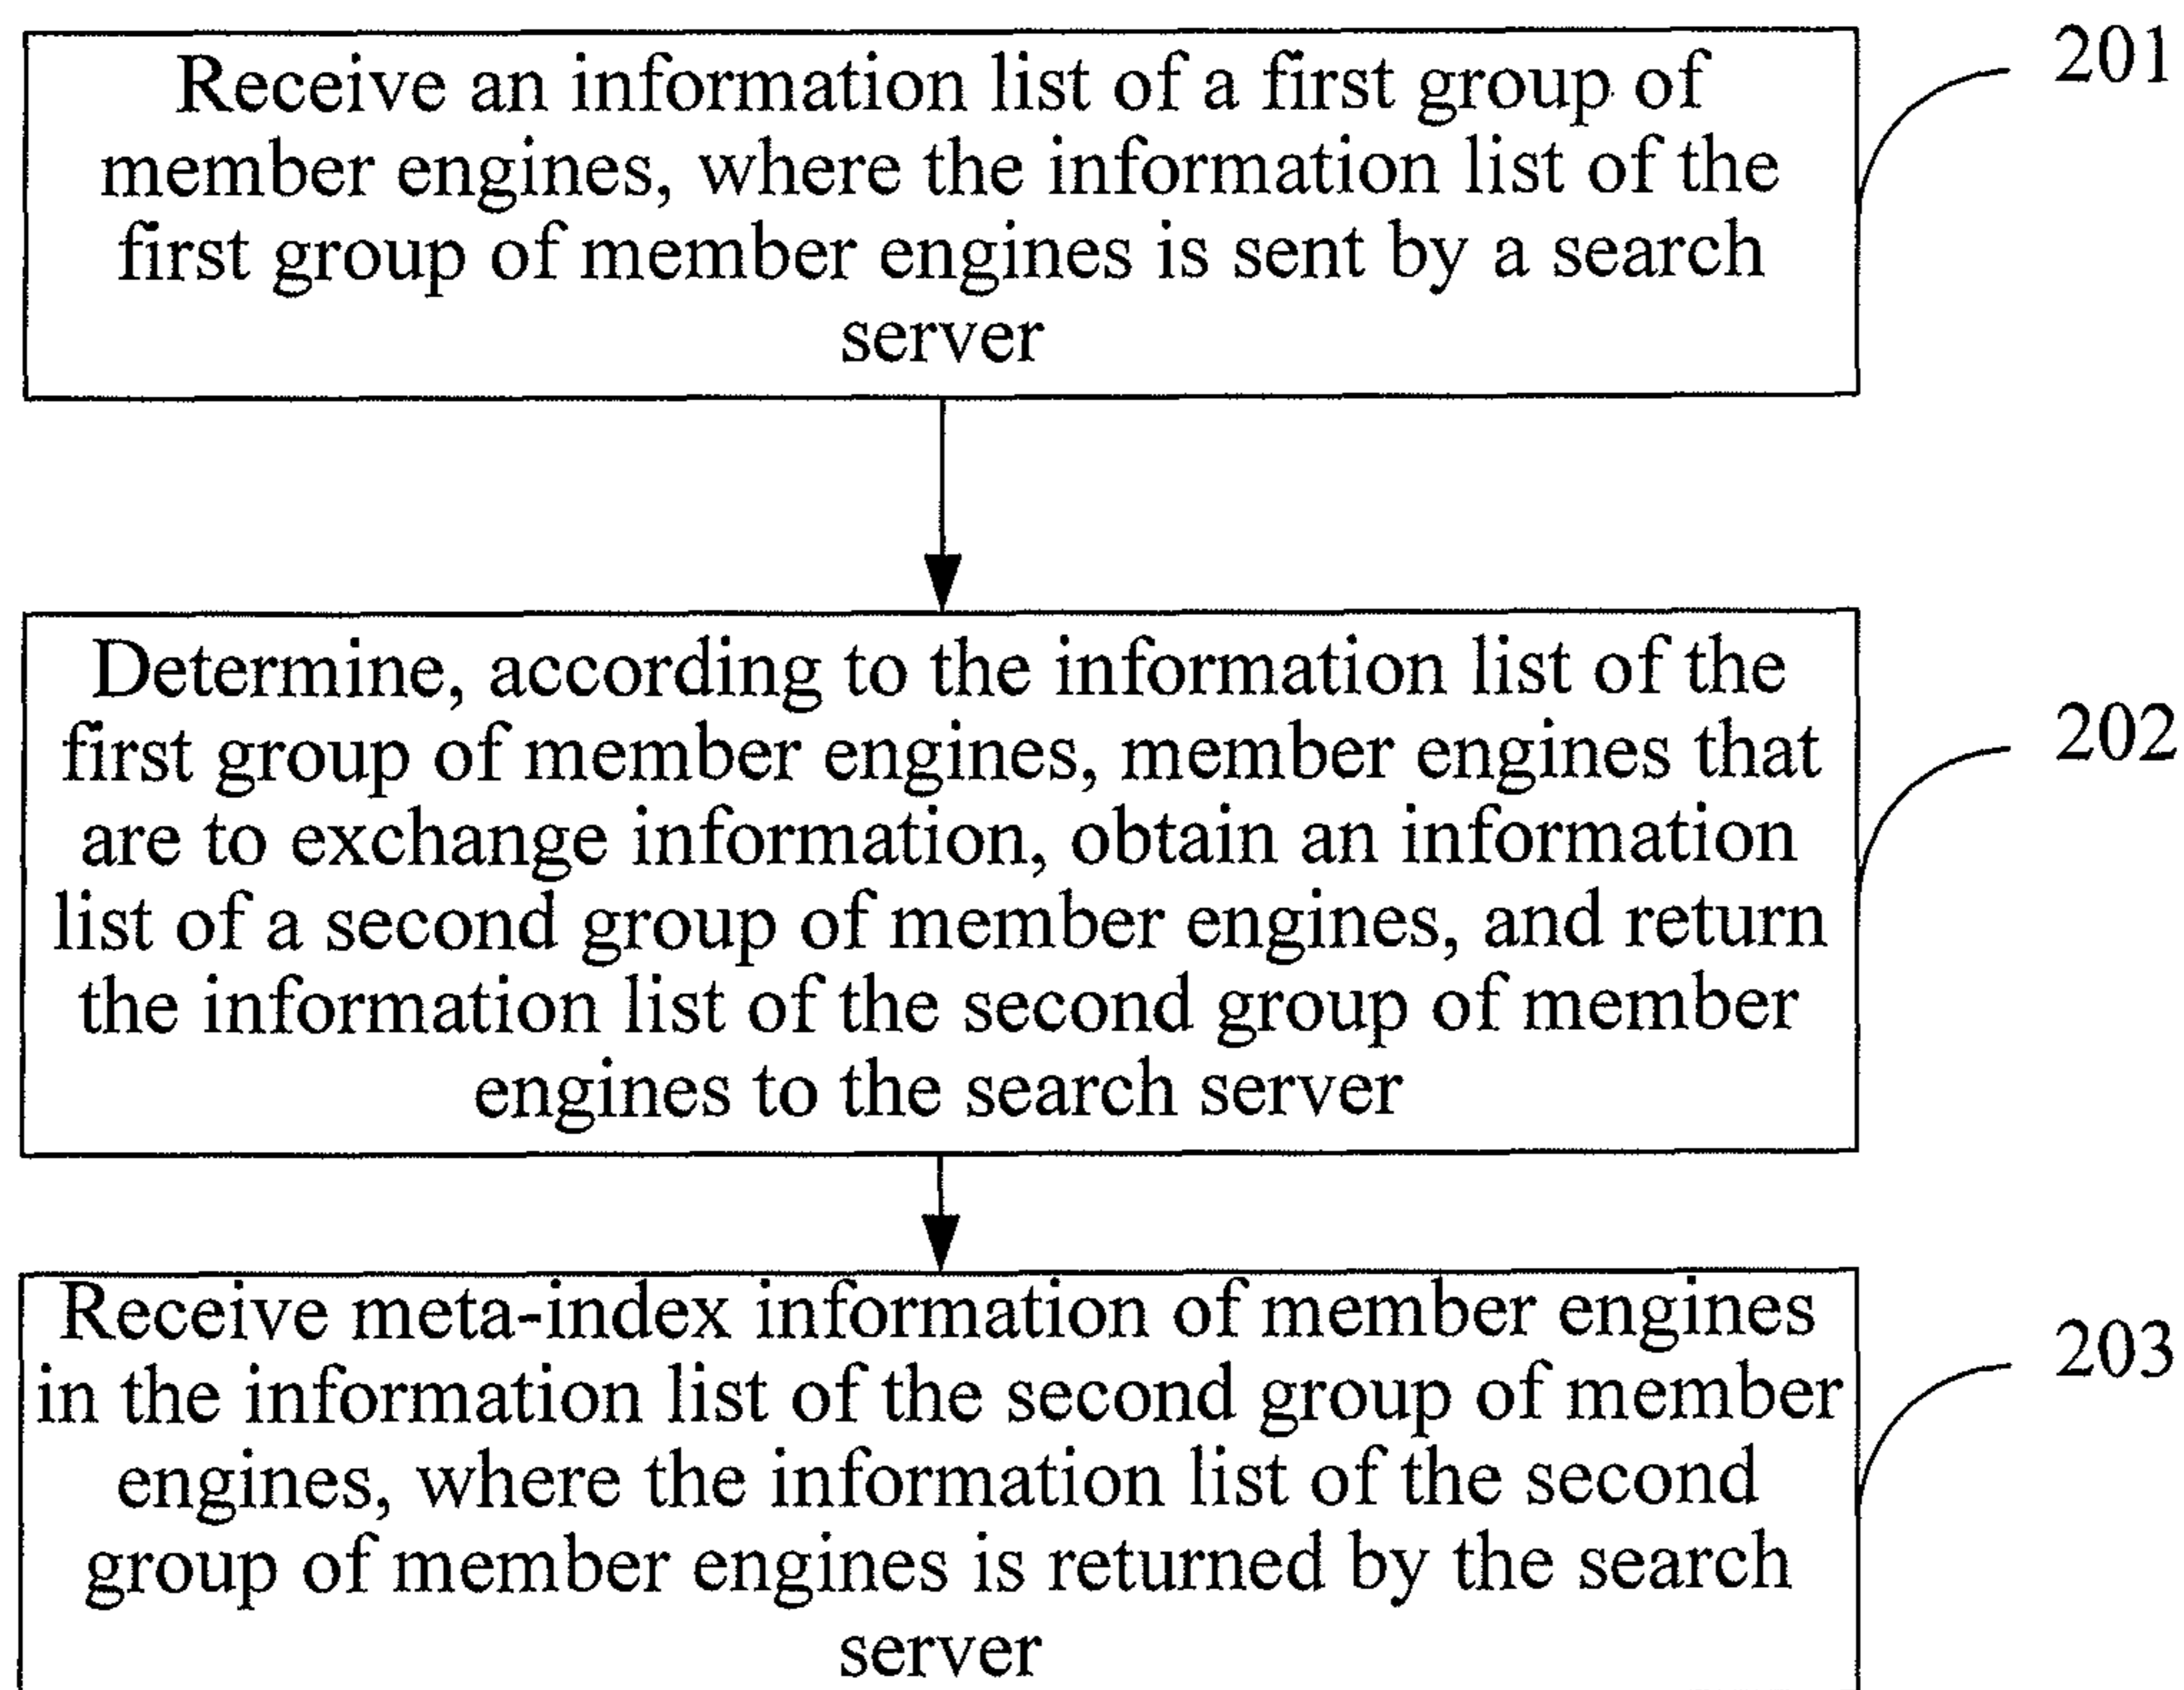 Receive an information list of a first group of
member engines, where the information list of the
first group of member engines is sent by a search
server
201
Determine, according to the information list of the
first group of member engines, member engines that
are to exchange information, obtain an information
list of a second group of member engines, and return
the information list of the second group of member
engines to the search server
202
Receive meta-index information of member engines
in the information list of the second group of member
engines, where the information list of the second
group of member engines is returned by the search
server
203